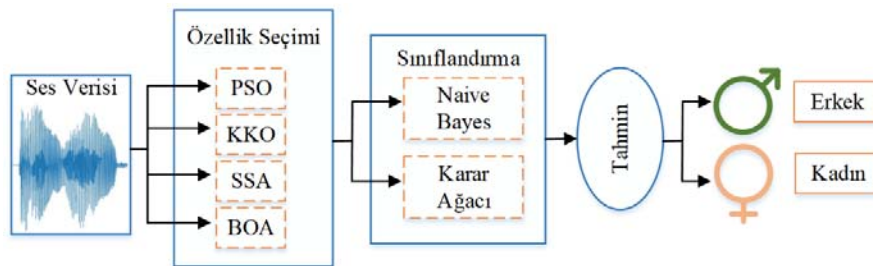 Ses Verisi
Özellik Seçimi
PSO
KKO
SSA
BOA
Sınıflandırma
Naive
Bayes
Karar
Ağacı
Tahmin
Erkek
Kadın